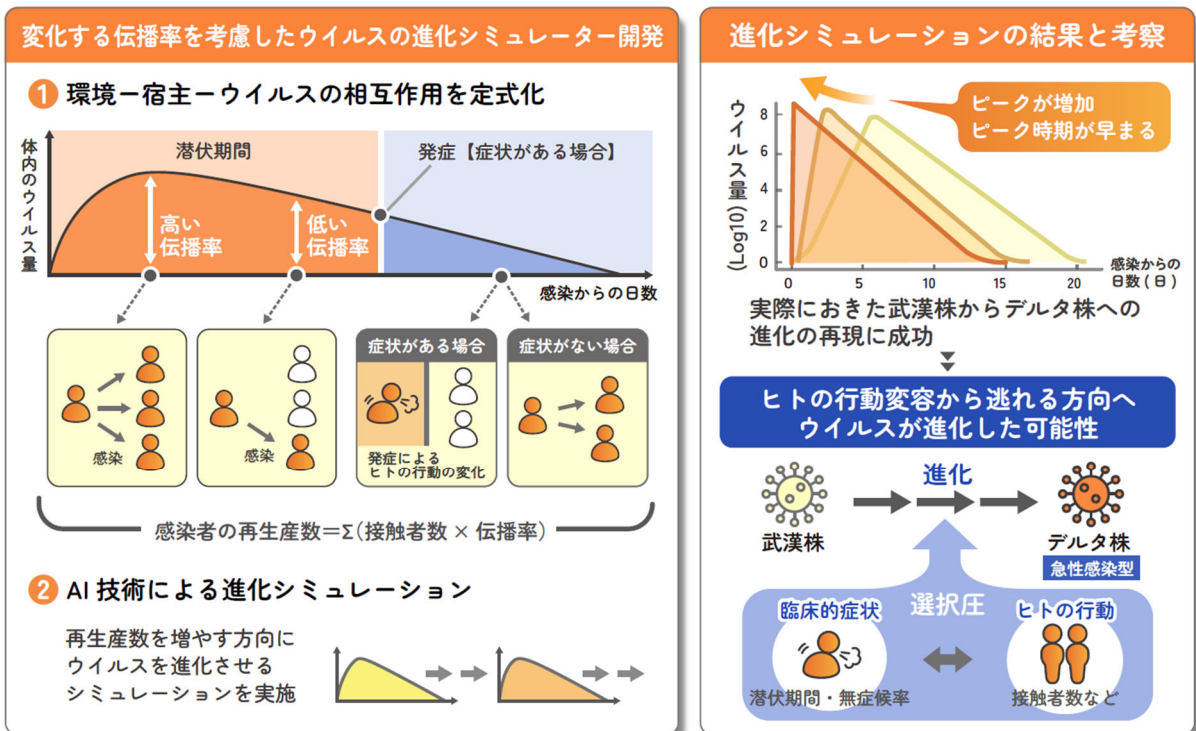 変化する伝播率を考慮したウイルスの進化シミュレーター開発
1 環境ー宿主ーウイルスの相互作用を定式化
体内のウイルス量
潜伏期間
発症【症状がある場合】
高い
伝播率
低い
伝播率
感染からの日数
感染
感染
症状がある場合
発症による
ヒトの行動の変化
症状がない場合
感染者の再生産数＝Σ(接触者数 × 伝播率)
2 AI 技術による進化シミュレーション
再生産数を増やす方向に
ウイルスを進化させる
シミュレーションを実施
進化シミュレーションの結果と考察
ウイルス量(Log10)
8
6
4
2
0
0 5 10 15 20
感染からの
日数(日)
ピークが増加
ピーク時期が早まる
実際におきた武漢株からデルタ株への
進化の再現に成功
ヒトの行動変容から逃れる方向へ
ウイルスが進化した可能性
進化
武漢株
デルタ株
急性感染型
選択圧
臨床的症状
潜伏期間・無症候率
ヒトの行動
接触者数など